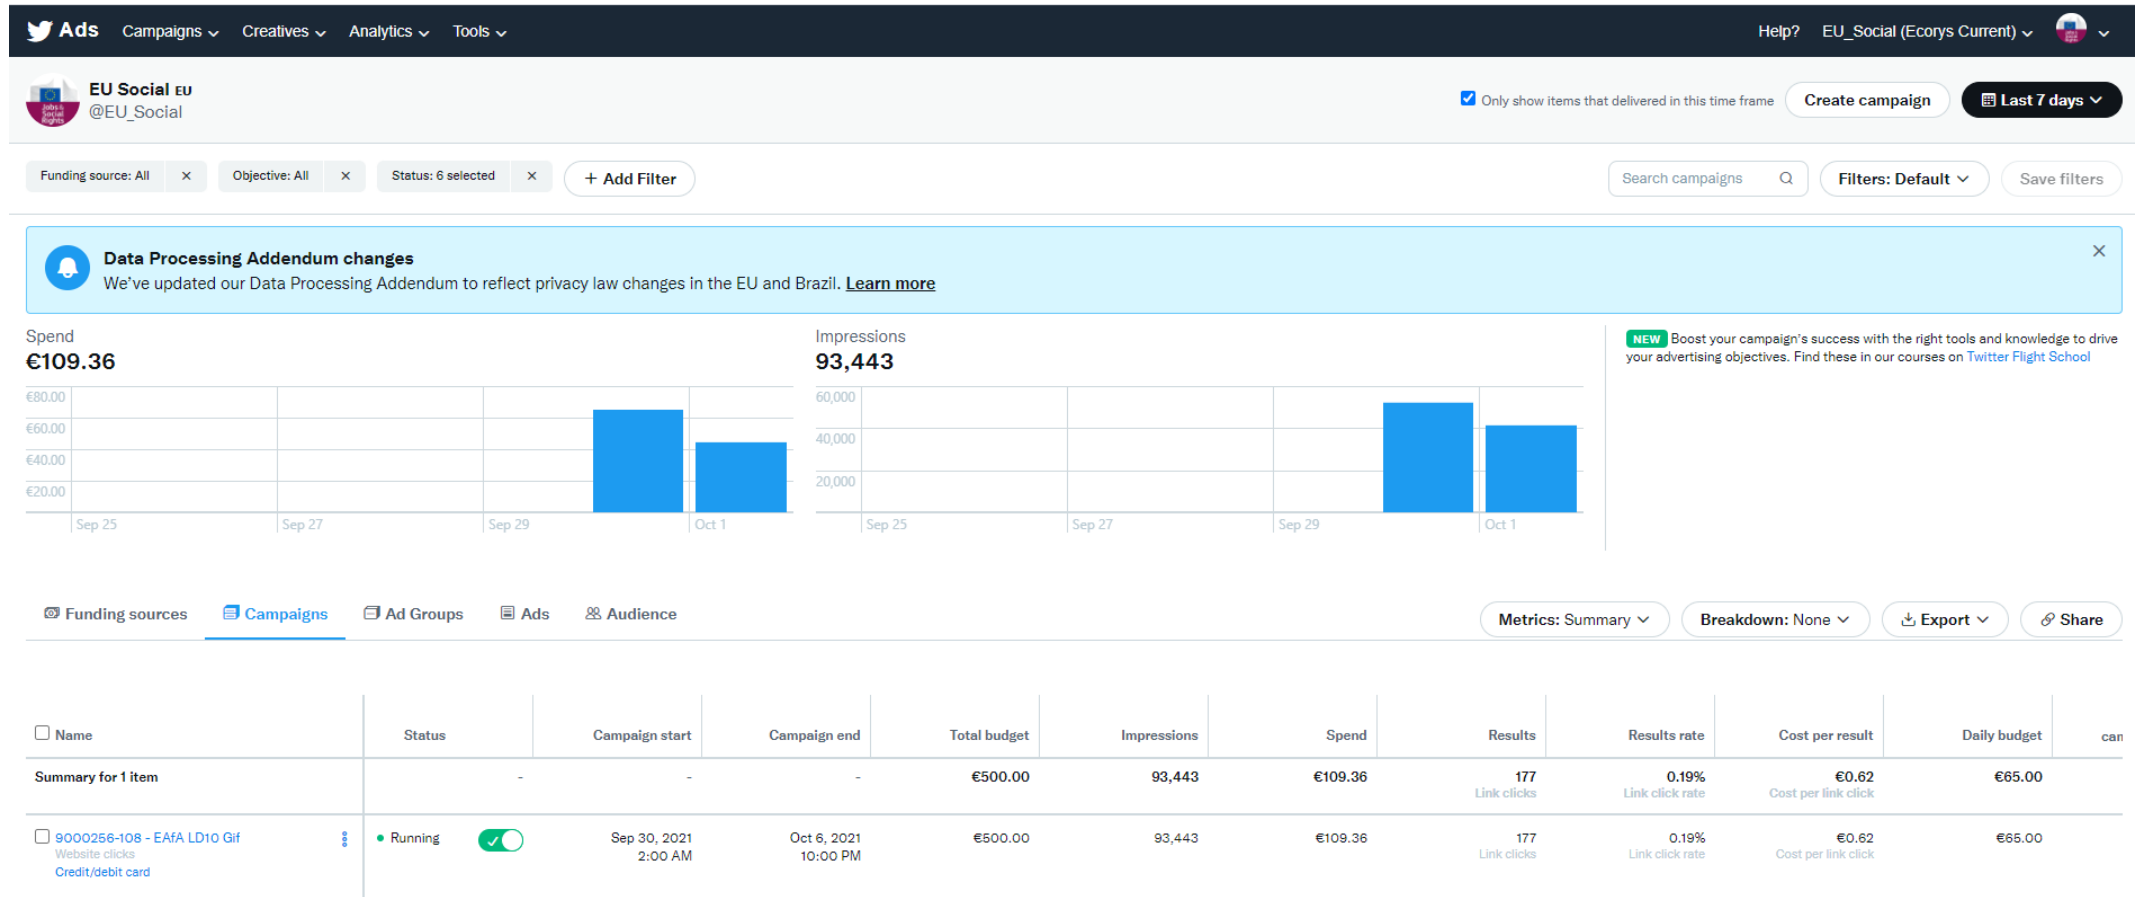 Ads Campaigns Creatives Analytics Tools Help? EU_Social (Ecorys Current)
EU Social EU
@EU_Social
Jobs & Social Rights
Only show items that delivered in this time frame Create campaign Last 7 days
Funding source: All × Objective: All × Status: 6 selected × + Add Filter Search campaigns Filters: Default Save filters
Data Processing Addendum changes
We've updated our Data Processing Addendum to reflect privacy law changes in the EU and Brazil. Learn more
Spend
€109.36
€80.00
€60.00
€40.00
€20.00
Sep 25 Sep 27 Sep 29 Oct 1
Impressions
93,443
60,000
40,000
20,000
Sep 25 Sep 27 Sep 29 Oct 1
NEW Boost your campaign's success with the right tools and knowledge to drive
your advertising objectives. Find these in our courses on Twitter Flight School
Funding sources Campaigns Ad Groups Ads Audience Metrics: Summary Breakdown: None Export Share
Name Status Campaign start Campaign end Total budget Impressions Spend Results Results rate Cost per result Daily budget can
Summary for 1 item - - - €500.00 93,443 €109.36 177 0.19% €0.62 €65.00
Link clicks Link click rate Cost per link click
9000256-108 - EAfA LD10 Gif Running Sep 30, 2021 Oct 6, 2021 €500.00 93,443 €109.36 177 0.19% €0.62 €65.00
Website clicks 2:00 AM 10:00 PM Link clicks Link click rate Cost per link click
Credit/debit card